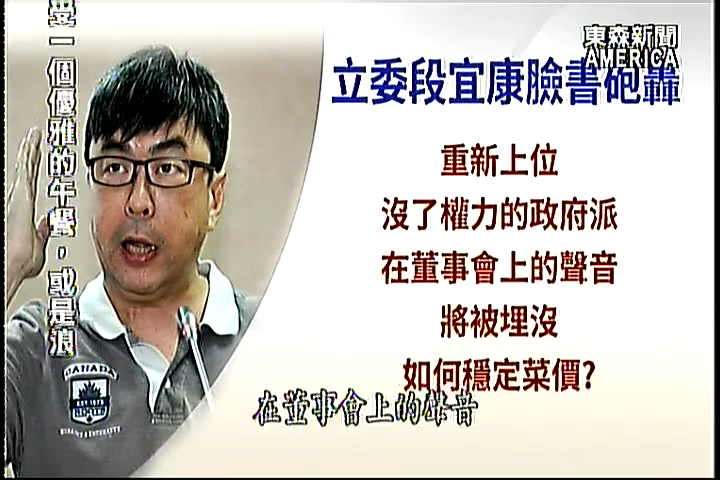 受一個優雅的午餐,或是浪
東森新聞
AMERICA
立委段宜康臉書砲轟
重新上位
沒了權力的政府派
在董事會上的聲音
將被埋沒
如何穩定菜價?
在董事會上的聲音
CANADA